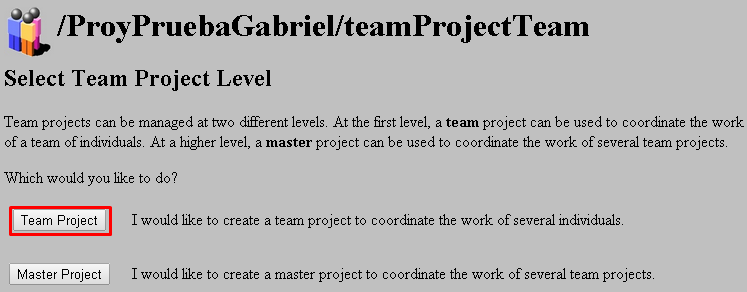 /ProyPruebaGabriel/teamProjectTeam
Select Team Project Level
Team projects can be managed at two different levels. At the first level, a team project can be used to coordinate the work
of a team of individuals. At a higher level, a master project can be used to coordinate the work of several team projects.
Which would you like to do?
Team Project I would like to create a team project to coordinate the work of several individuals.
Master Project I would like to create a master project to coordinate the work of several team projects.